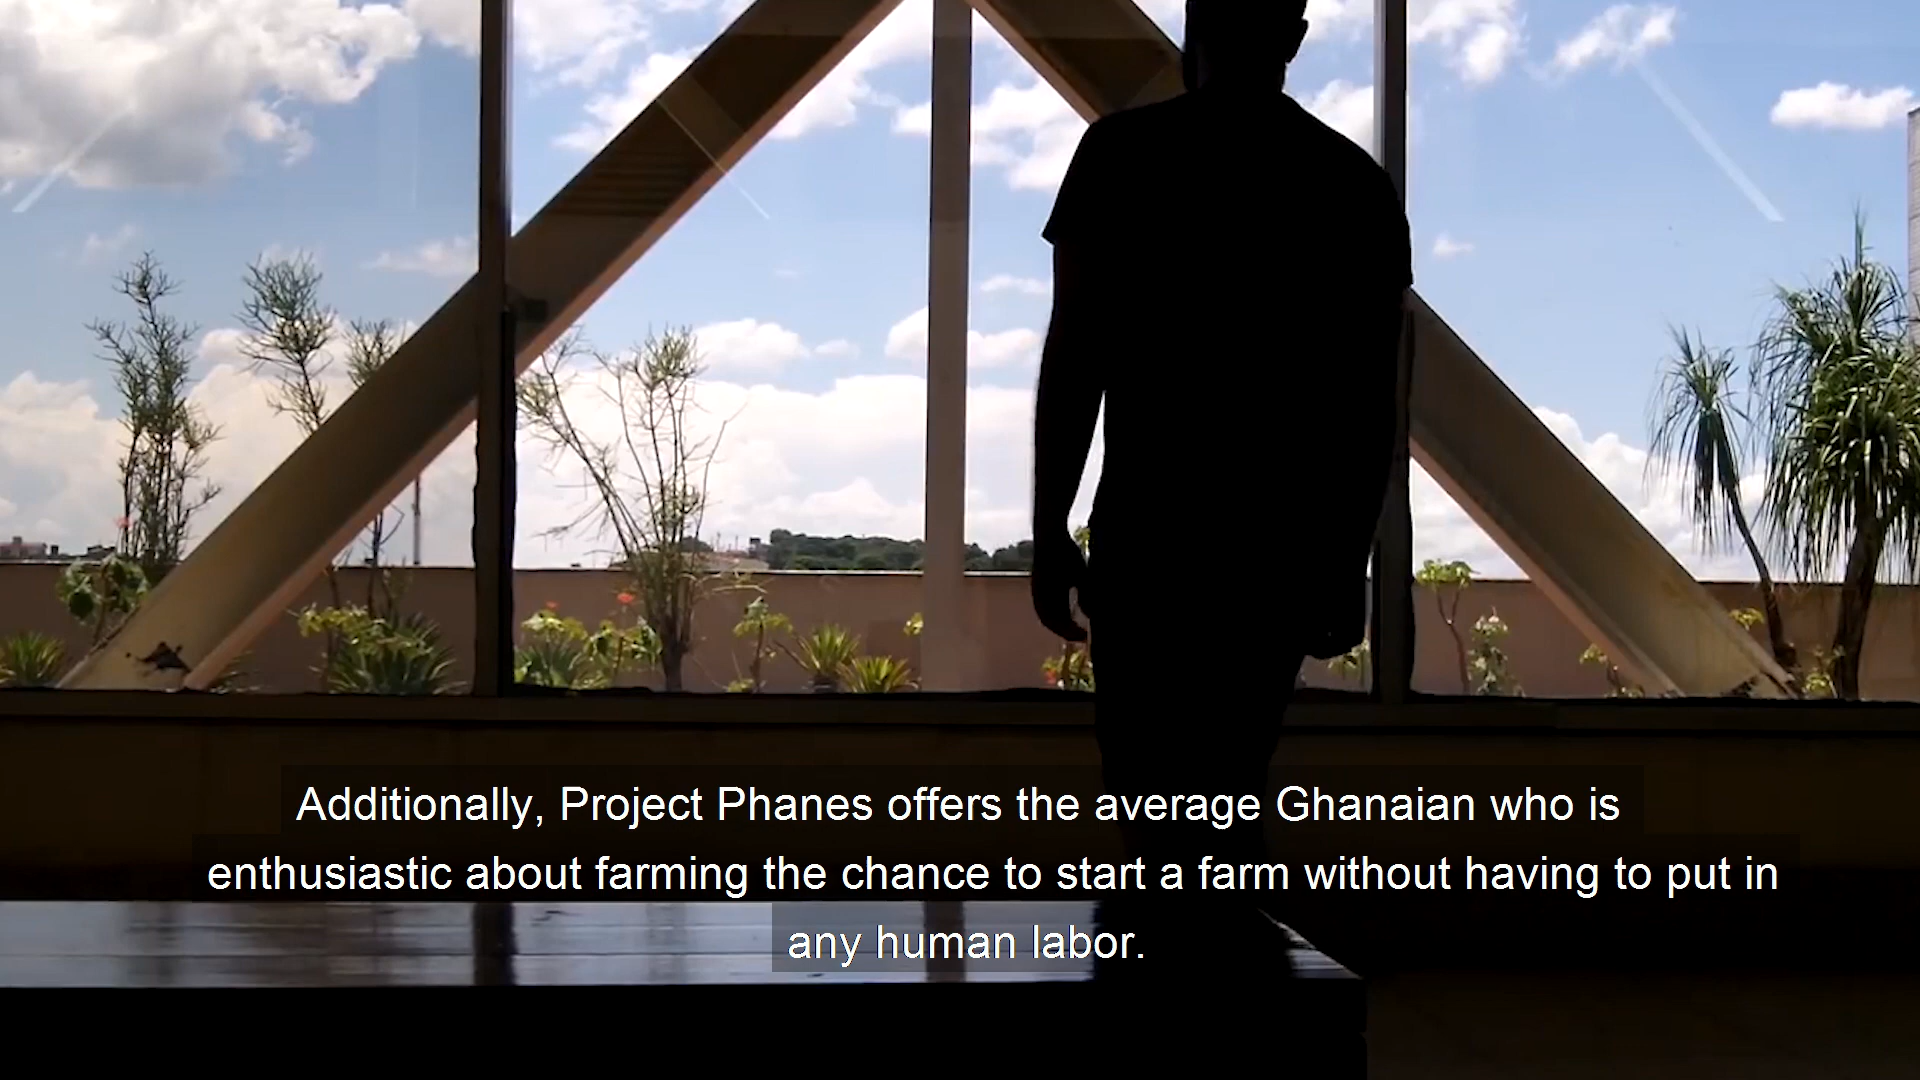 Additionally, Project Phanes offers the average Ghanaian who is
enthusiastic about farming the chance to start a farm without having to put in
any human labor.